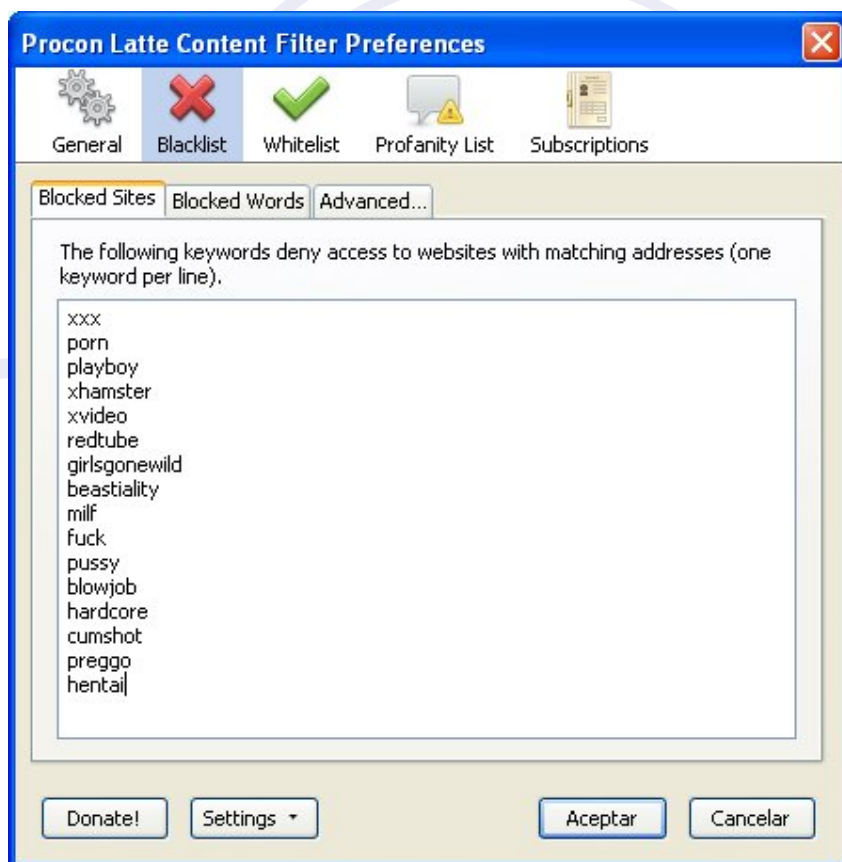 Procon Latte Content Filter Preferences
General Blacklist Whitelist Profanity List Subscriptions
Blocked Sites Blocked Words Advanced...
The following keywords deny access to websites with matching addresses (one
keyword per line).
xxx
porn
playboy
xhamster
xvideo
redtube
girlsgonewild
beastiality
milf
fuck
pussy
blowjob
hardcore
cumshot
preggo
hentai
Donate! Settings Aceptar Cancelar